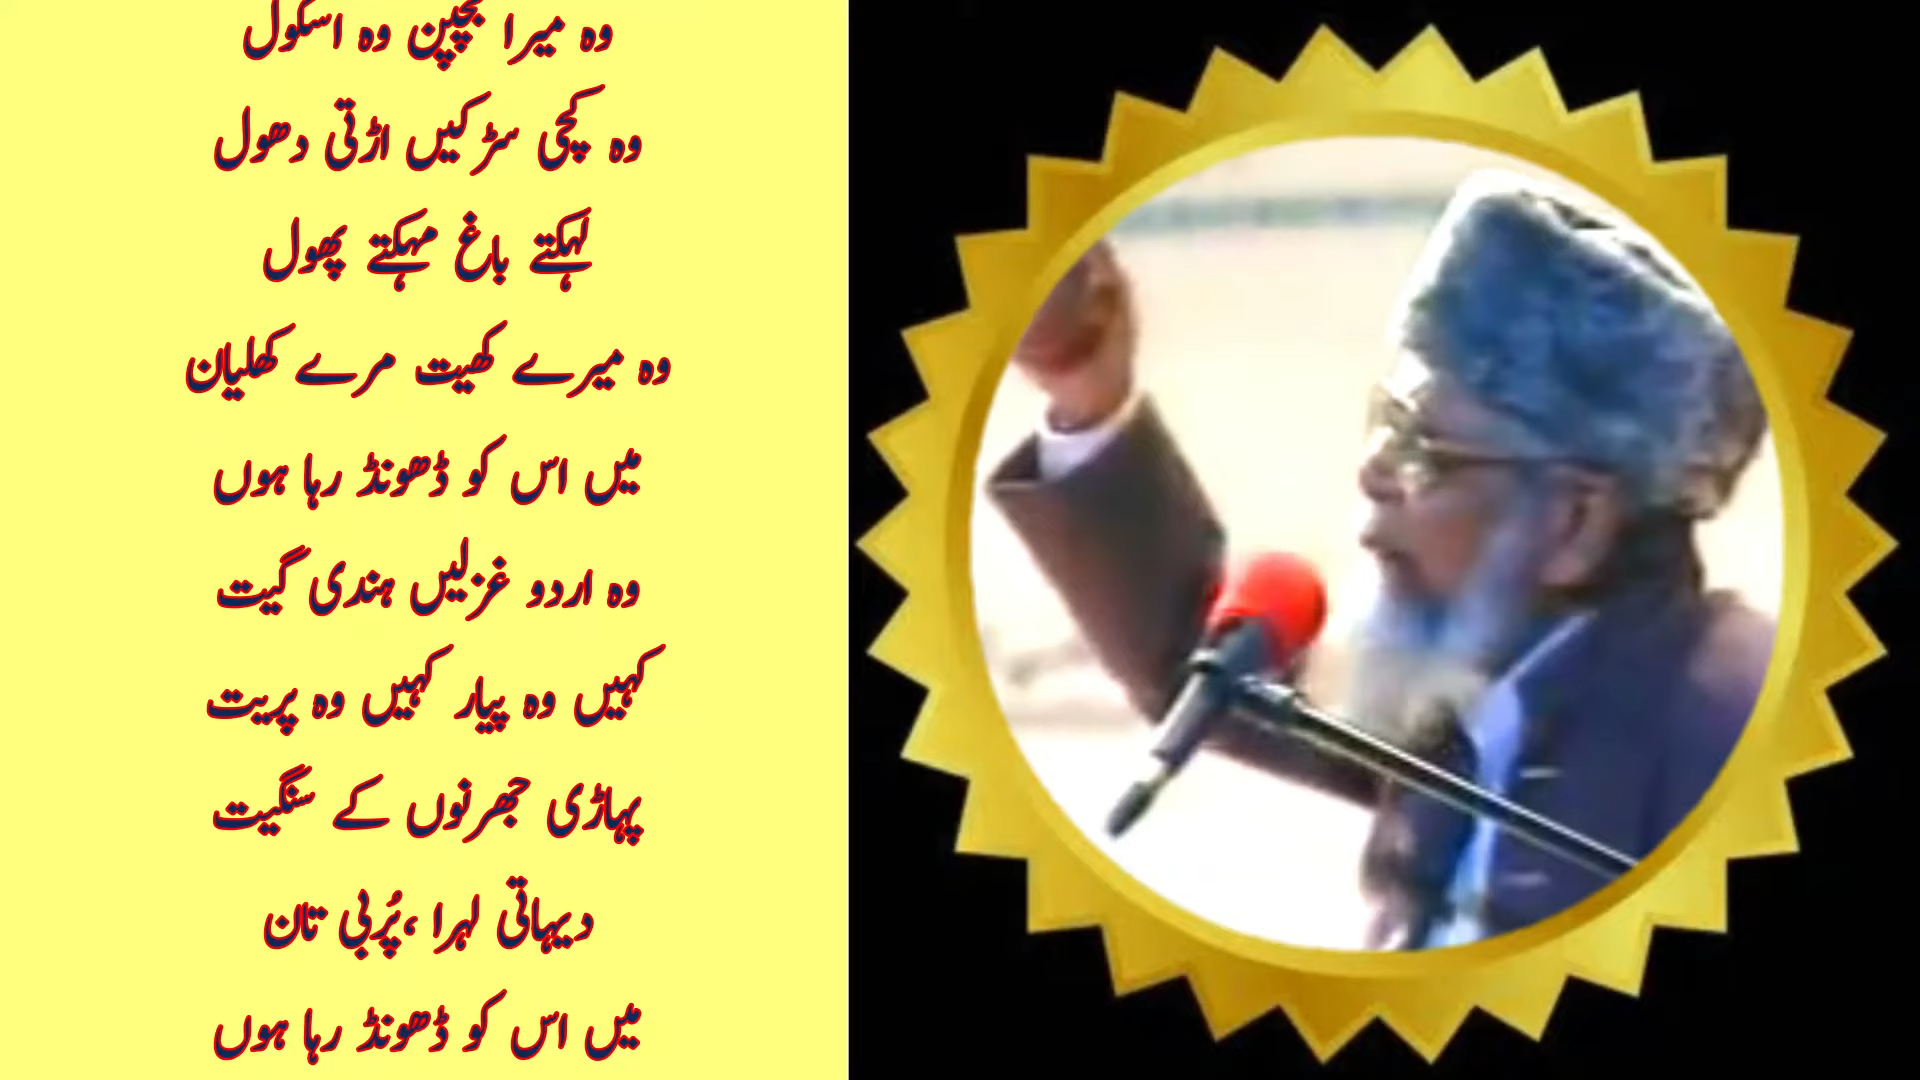 وہ میرا بچپن وہ اسکول
وہ کچی سڑکیں اڑتی دھول
لہکتے باغ مہکتے پھول
وہ میرے کھیت مرے کھلیان
میں اس کو ڈھونڈ رہا ہوں
وہ اردو غزلیں ہندی گیت
کہیں وہ پیار کہیں وہ پریت
پہاڑی جھرنوں کے سنگیت
دیہاتی لہرا ،پُربی تان
میں اس کو ڈھونڈ رہا ہوں